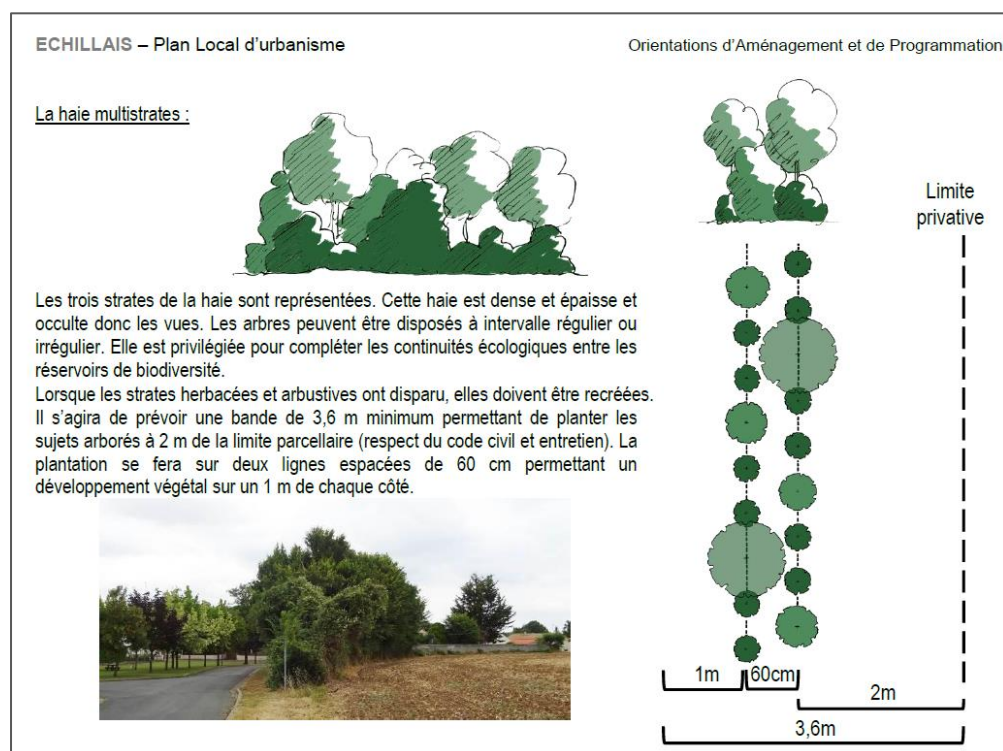 ECHILLAIS – Plan Local d'urbanisme
Orientations d'Aménagement et de Programmation
La haie multistrates :
Limite
privative
Les trois strates de la haie sont représentées. Cette haie est dense et épaisse et
occulte donc les vues. Les arbres peuvent être disposés à intervalle régulier ou
irrégulier. Elle est privilégiée pour compléter les continuités écologiques entre les
réservoirs de biodiversité.
Lorsque les strates herbacées et arbustives ont disparu, elles doivent être recréées.
Il s'agira de prévoir une bande de 3,6 m minimum permettant de planter les
sujets arborés à 2 m de la limite parcellaire (respect du code civil et entretien). La
plantation se fera sur deux lignes espacées de 60 cm permettant un
développement végétal sur un 1 m de chaque côté.
1m
60cm
2m
3,6m